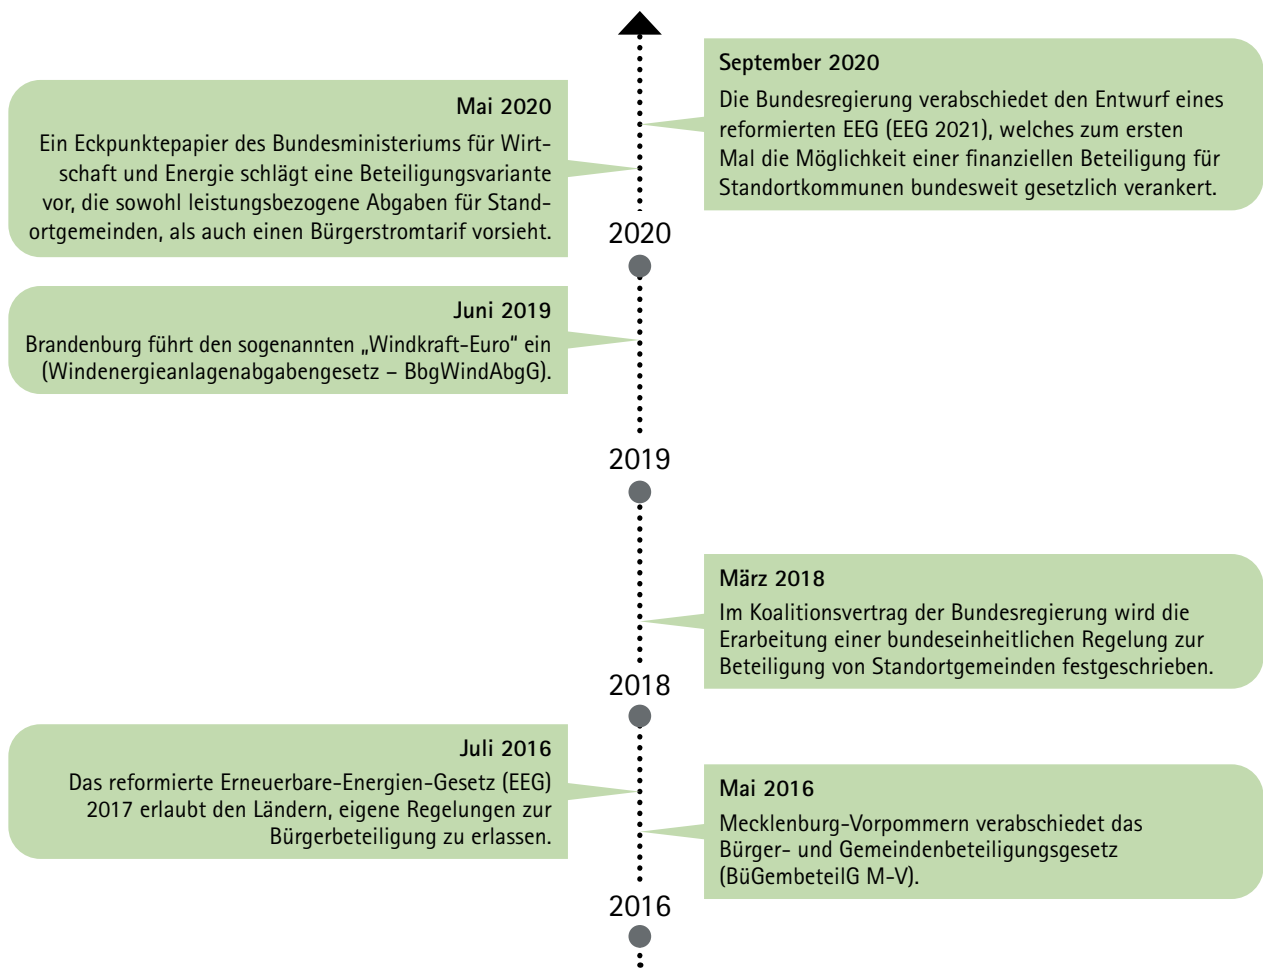 September 2020
Die Bundesregierung verabschiedet den Entwurf eines
reformierten EEG (EEG 2021), welches zum ersten
Mal die Möglichkeit einer finanziellen Beteiligung für
Standortkommunen bundesweit gesetzlich verankert.
Mai 2020
Ein Eckpunktepapier des Bundesministeriums für Wirt-
schaft und Energie schlägt eine Beteiligungsvariante
vor, die sowohl leistungsbezogene Abgaben für Stand-
ortgemeinden, als auch einen Bürgerstromtarif vorsieht.
2020
Juni 2019
Brandenburg führt den sogenannten „Windkraft-Euro“ ein
(Windenergieanlagenabgabengesetz – BbgWindAbgG).
2019
März 2018
Im Koalitionsvertrag der Bundesregierung wird die
Erarbeitung einer bundeseinheitlichen Regelung zur
Beteiligung von Standortgemeinden festgeschrieben.
2018
Juli 2016
Das reformierte Erneuerbare-Energien-Gesetz (EEG)
2017 erlaubt den Ländern, eigene Regelungen zur
Bürgerbeteiligung zu erlassen.
Mai 2016
Mecklenburg-Vorpommern verabschiedet das
Bürger- und Gemeindenbeteiligungsgesetz
(BüGembeteilG M-V).
2016